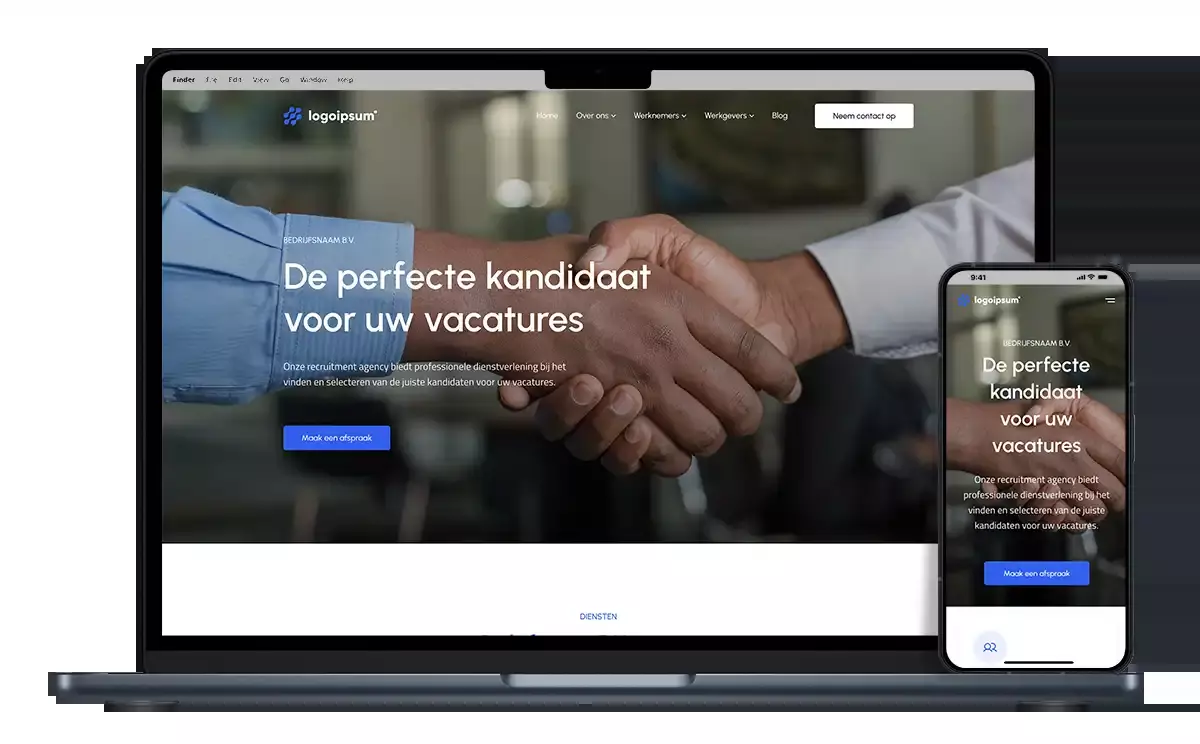 Finder File Edit View Go Window Help
logoipsum
Home Over ons Werknemers Werkgevers Blog Neem contact op
BEDRIJFSNAAM B.V.
De perfecte kandidaat
voor uw vacatures
Onze recruitment agency biedt professionele dienstverlening bij het
vinden en selecteren van de juiste kandidaten voor uw vacatures.
Maak een afspraak
DIENSTEN
9:41
logoipsum
BEDRIJFSNAAM B.V.
De perfecte
kandidaat
voor uw
vacatures
Onze recruitment agency biedt
professionele dienstverlening bij het
vinden en selecteren van de juiste
kandidaten voor uw vacatures.
Maak een afspraak